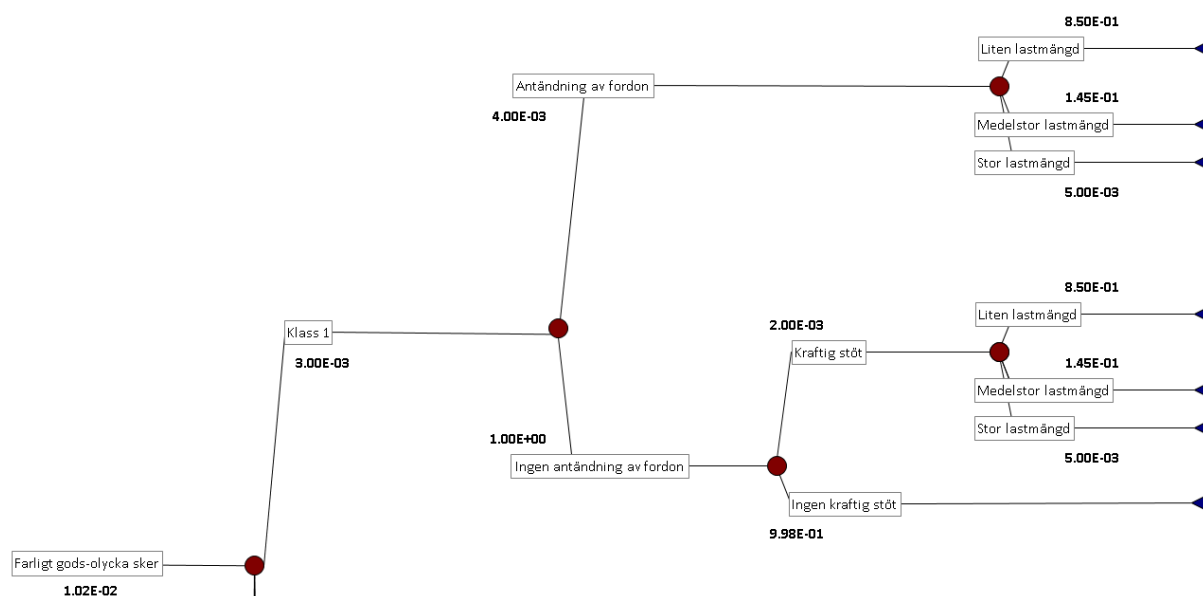 8.50E-01
Liten lastmängd
Antändning av fordon
1.45E-01
4.00E-03
Medelstor lastmängd
Stor lastmängd
5.00E-03
8.50E-01
Liten lastmängd
2.00E-03
Klass 1
Kraftig stöt
3.00E-03
1.45E-01
Medelstor lastmängd
Stor lastmängd
1.00E+00
5.00E-03
Ingen antändning av fordon
Ingen kraftig stöt
9.98E-01
Farligt gods-olycka sker
1.02E-02